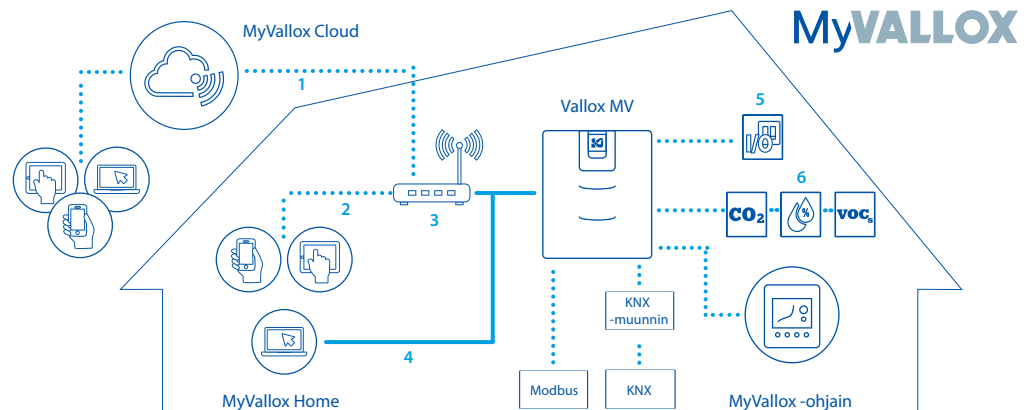 MyVALLOX
MyVallox Cloud
1
Vallox MV
5
I/O
2
3
6
CO₂
%
VOCs
KNX
-muunnin
4
Modbus
KNX
MyVallox Home
MyVallox -ohjain